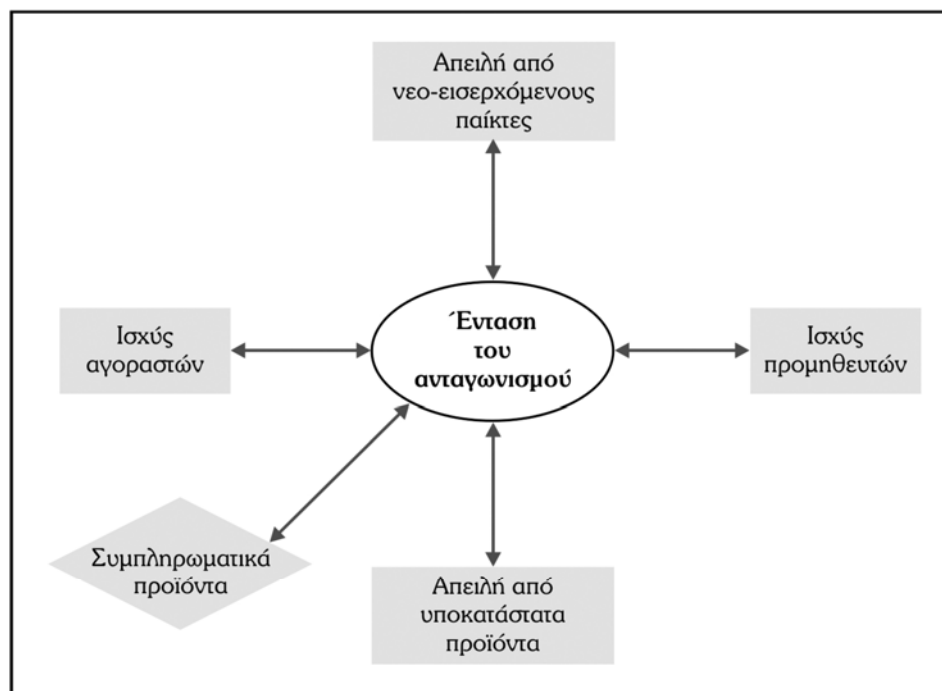 Απειλή από
νεο-εισερχόμενους
παίκτες
Ισχύς
αγοραστών
Ένταση
του
ανταγωνισμού
Ισχύς
προμηθευτών
Συμπληρωματικά
προϊόντα
Απειλή από
υποκατάστατα
προϊόντα